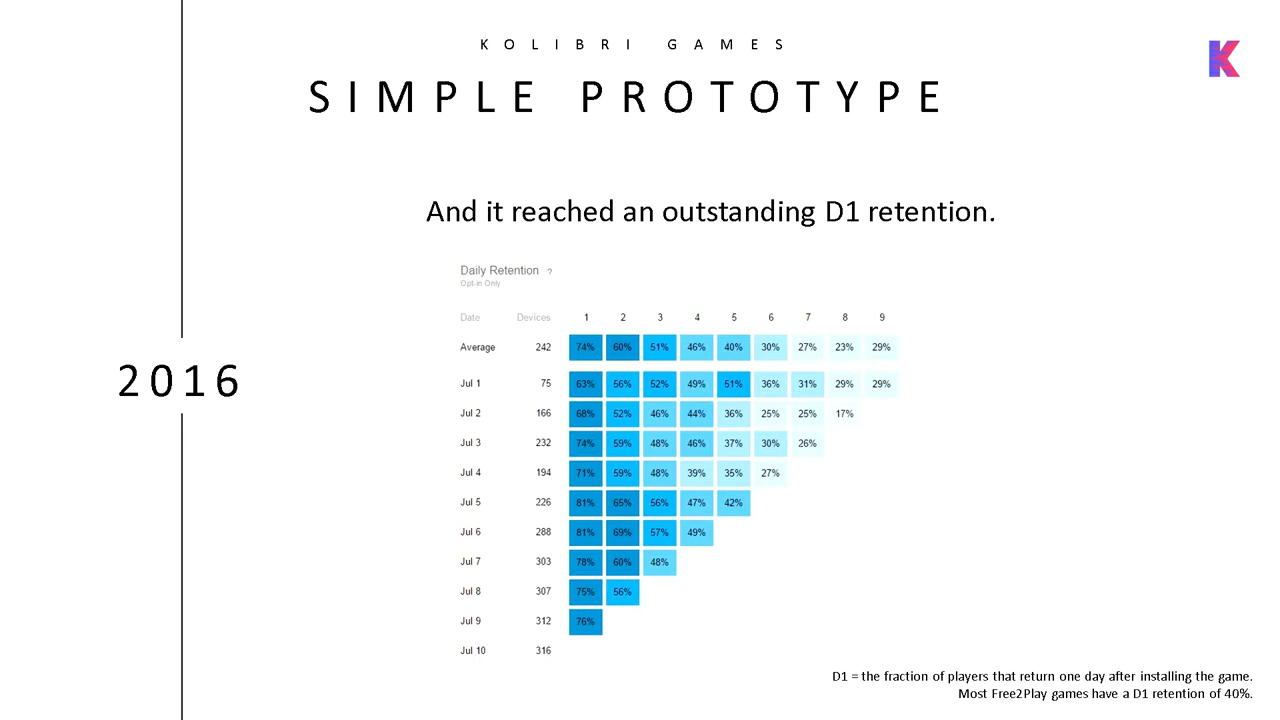 KOLIBRI GAMES
SIMPLE PROTOTYPE
K
And it reached an outstanding D1 retention.
2016
Daily Retention ?
Opt-in Only
Date Devices 1 2 3 4 5 6 7 8 9
Average 242 74% 60% 51% 46% 40% 30% 27% 23% 29%
Jul 1 75 63% 56% 52% 49% 51% 36% 31% 29% 29%
Jul 2 166 68% 52% 46% 44% 36% 25% 25% 17%
Jul 3 232 74% 59% 48% 46% 37% 30% 26%
Jul 4 194 71% 59% 48% 39% 35% 27%
Jul 5 226 81% 65% 56% 47% 42%
Jul 6 288 81% 69% 57% 49%
Jul 7 303 78% 60% 48%
Jul 8 307 75% 56%
Jul 9 312 76%
Jul 10 316
D1 = the fraction of players that return one day after installing the game.
Most Free2Play games have a D1 retention of 40%.